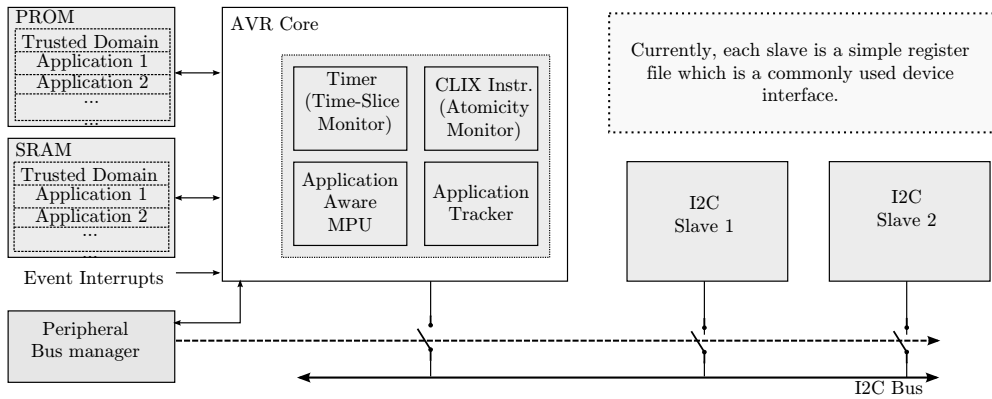 PROM
Trusted Domain
Application 1
Application 2
...
...
SRAM
Trusted Domain
Application 1
Application 2
...
...
Event Interrupts
Peripheral
Bus manager
AVR Core
Timer
(Time-Slice
Monitor)
CLIX Instr.
(Atomicity
Monitor)
Application
Aware
MPU
Application
Tracker
Currently, each slave is a simple register
file which is a commonly used device
interface.
I2C
Slave 1
I2C
Slave 2
I2C Bus